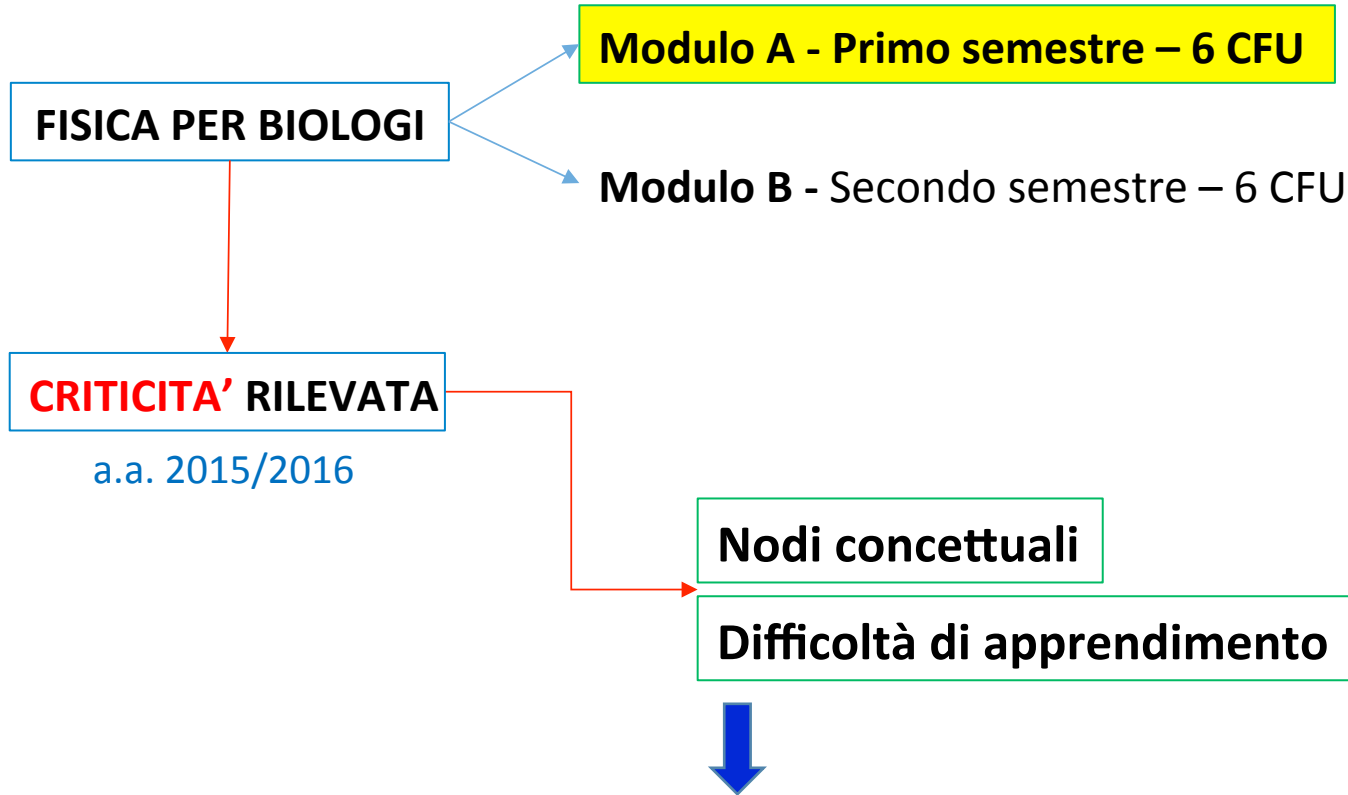 Modulo A - Primo semestre – 6 CFU
FISICA PER BIOLOGI
Modulo B - Secondo semestre – 6 CFU
CRITICITA’ RILEVATA
a.a. 2015/2016
Nodi concettuali
Difficoltà di apprendimento